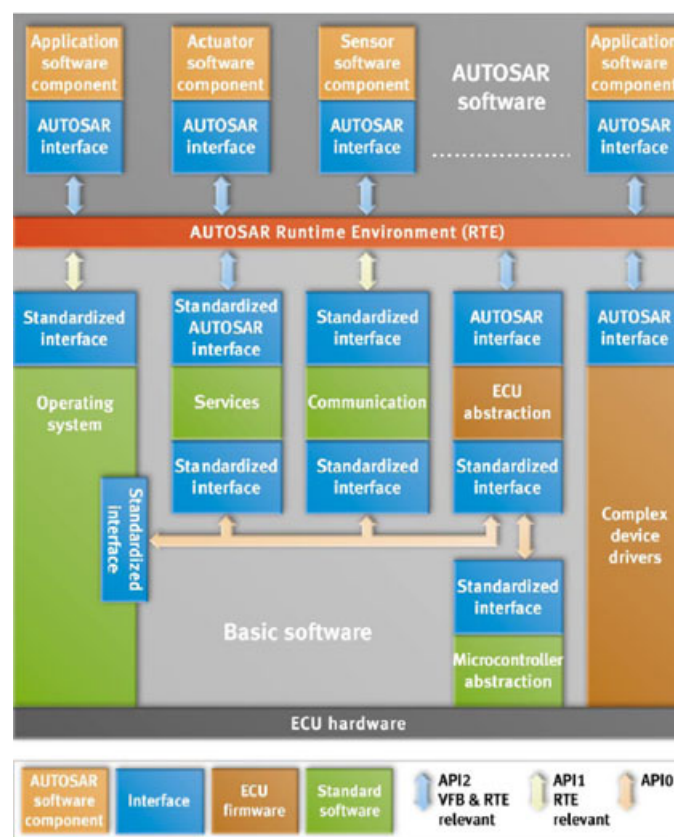 Application
software
component
Actuator
software
component
Sensor
software
component
AUTOSAR
software
Application
software
component
AUTOSAR
interface
AUTOSAR
interface
AUTOSAR
interface
AUTOSAR
interface
AUTOSAR Runtime Environment (RTE)
Standardized
interface
Standardized
AUTOSAR
interface
Standardized
interface
AUTOSAR
interface
AUTOSAR
interface
Operating
system
Services
Communication
ECU
abstraction
Standardized
interface
Standardized
interface
Standardized
interface
Standardized
interface
Complex
device
drivers
Standardized
interface
Basic software
Microcontroller
abstraction
ECU hardware
AUTOSAR
software
component
Interface
ECU
firmware
Standard
software
API2
VFB & RTE
relevant
API1
RTE
relevant
API0